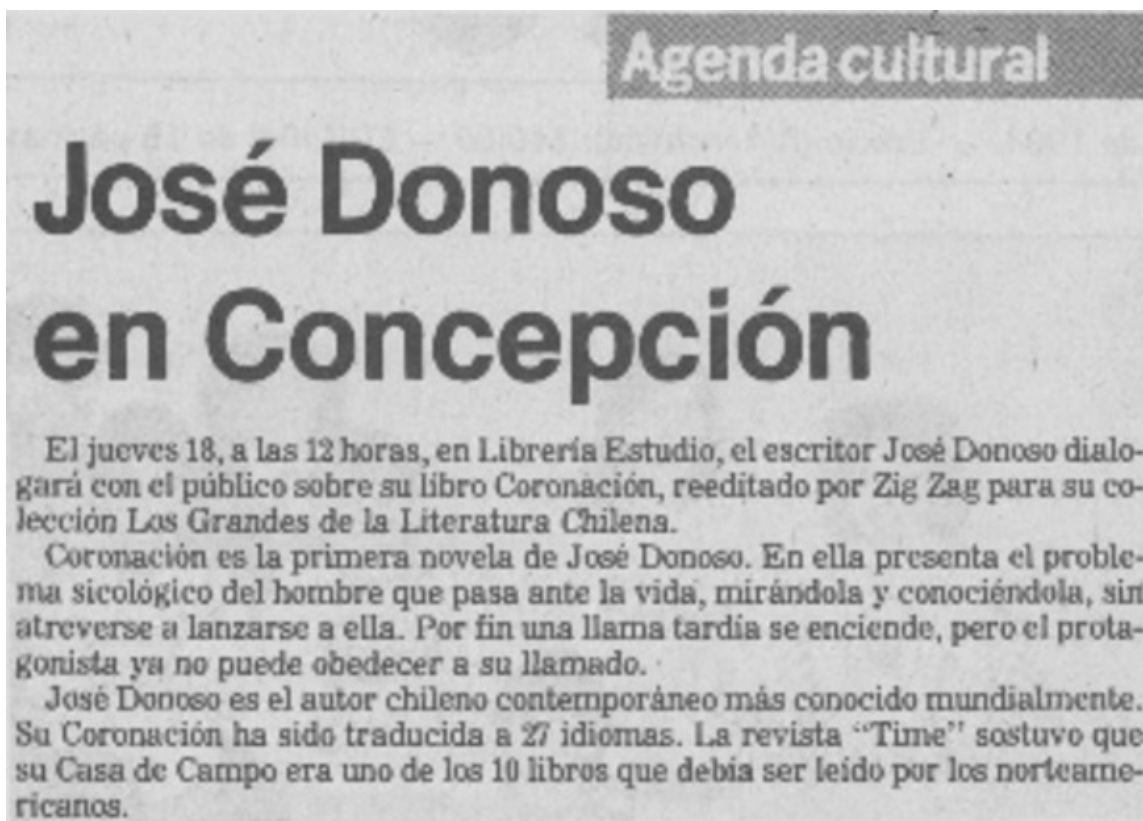 Agenda cultural
José Donoso
en Concepción
El jueves 18, a las 12 horas, en Librería Estudio, el escritor José Donoso dialo-
gará con el público sobre su libro Coronación, reeditado por Zig Zag para su co-
lección Los Grandes de la Literatura Chilena.
Coronación es la primera novela de José Donoso. En ella presenta el proble-
ma sicológico del hombre que pasa ante la vida, mirándola y conociéndola, sin
atreverse a lanzarse a ella. Por fin una llama tardía se enciende, pero el prota-
gonista ya no puede obedecer a su llamado.
José Donoso es el autor chileno contemporáneo más conocido mundialmente.
Su Coronación ha sido traducida a 27 idiomas. La revista "Time" sostuvo que
su Casa de Campo era uno de los 10 libros que debía ser leído por los norteame-
ricanos.